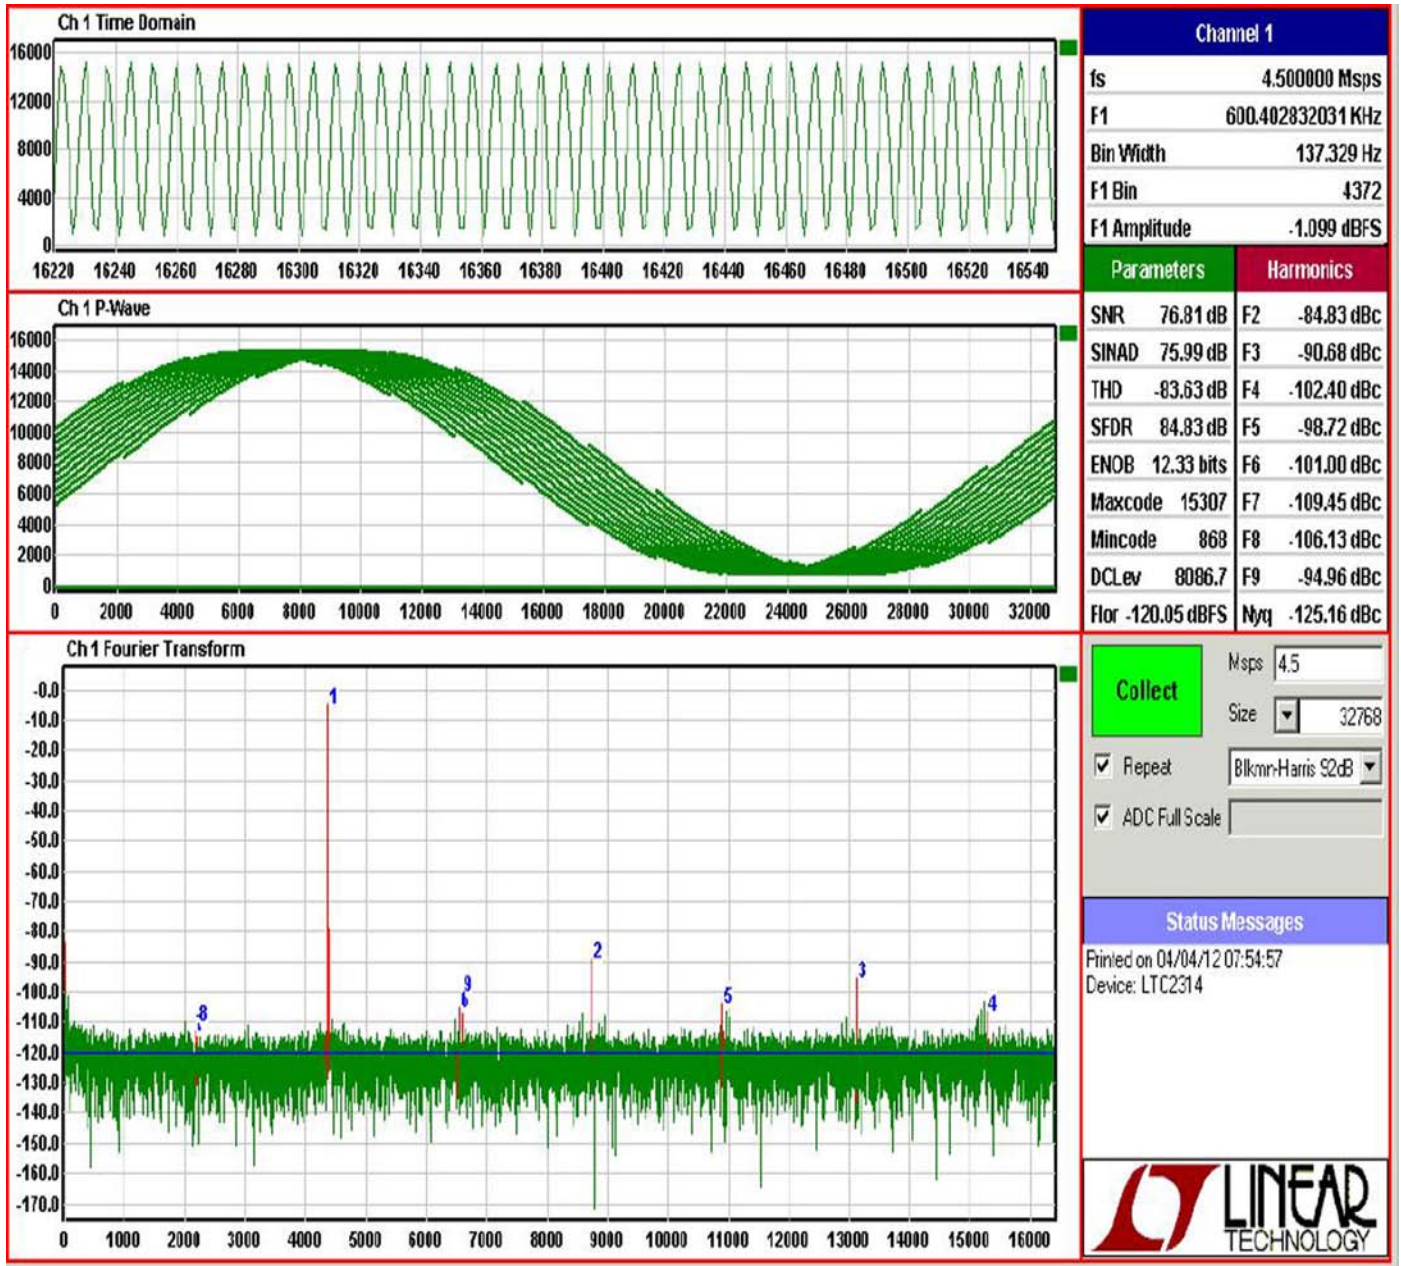 Ch 1 Time Domain
16000
12000
8000
4000
0
16220 16240 16260 16280 16300 16320 16340 16360 16380 16400 16420 16440 16460 16480 16500 16520 16540
Ch 1 P-Wave
16000
14000
12000
10000
8000
6000
4000
2000
0
0 2000 4000 6000 8000 10000 12000 14000 16000 18000 20000 22000 24000 26000 28000 30000 32000
Ch 1 Fourier Transform
-0.0
-10.0
-20.0
-30.0
-40.0
-50.0
-60.0
-70.0
-80.0
-90.0
-100.0
-110.0
-120.0
-130.0
-140.0
-150.0
-160.0
-170.0
1
2
9
3
5
4
8
0 1000 2000 3000 4000 5000 6000 7000 8000 9000 10000 11000 12000 13000 14000 15000 16000
Channel 1
fs 4.500000 Msps
F1 600.402832031 KHz
Bin Width 137.329 Hz
F1 Bin 4372
F1 Amplitude -1.099 dBFS
Parameters Harmonics
SNR 76.81 dB F2 -84.83 dBc
SINAD 75.99 dB F3 -90.68 dBc
THD -83.63 dB F4 -102.40 dBc
SFDR 84.83 dB F5 -98.72 dBc
ENOB 12.33 bits F6 -101.00 dBc
Maxcode 15307 F7 -109.45 dBc
Mincode 868 F8 -106.13 dBc
DCLev 8086.7 F9 -94.96 dBc
Flor -120.05 dBFS Nyq -125.16 dBc
Collect
Msps 4.5
Size 32768
Repeat Blkmn-Harris 92dB
ADC Full Scale
Status Messages
Printed on 04/04/12 07:54:57
Device: LTC2314
LINEAR
TECHNOLOGY